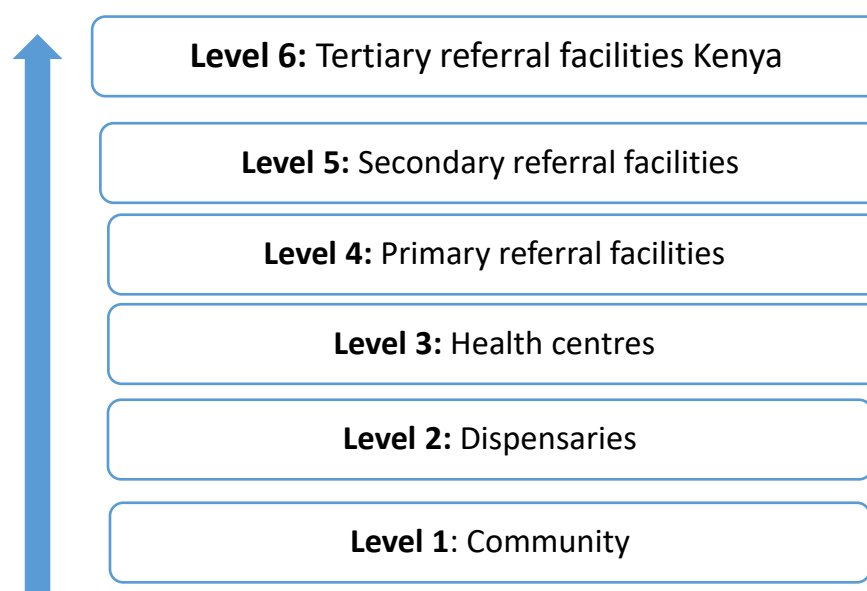 Level 6: Tertiary referral facilities Kenya
Level 5: Secondary referral facilities
Level 4: Primary referral facilities
Level 3: Health centres
Level 2: Dispensaries
Level 1: Community